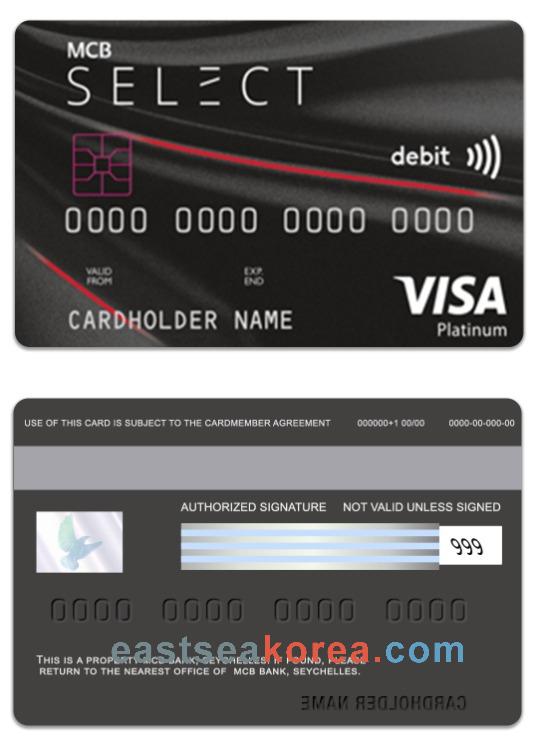 MCB
SELECT
debit
0000 0000 0000 0000
VALID
FROM
EXP.
END
CARDHOLDER NAME
VISA
Platinum
USE OF THIS CARD IS SUBJECT TO THE CARDMEMBER AGREEMENT 000000+1 00/00 0000-00-000-00
AUTHORIZED SIGNATURE NOT VALID UNLESS SIGNED
999
0000 0000 0000 0000
eastseakorea.com
THIS IS A PROPERTY MCB BANK, SEYCHELLES. IF FOUND, PLEASE
RETURN TO THE NEAREST OFFICE OF MCB BANK, SEYCHELLES.
CARDHOLDER NAME